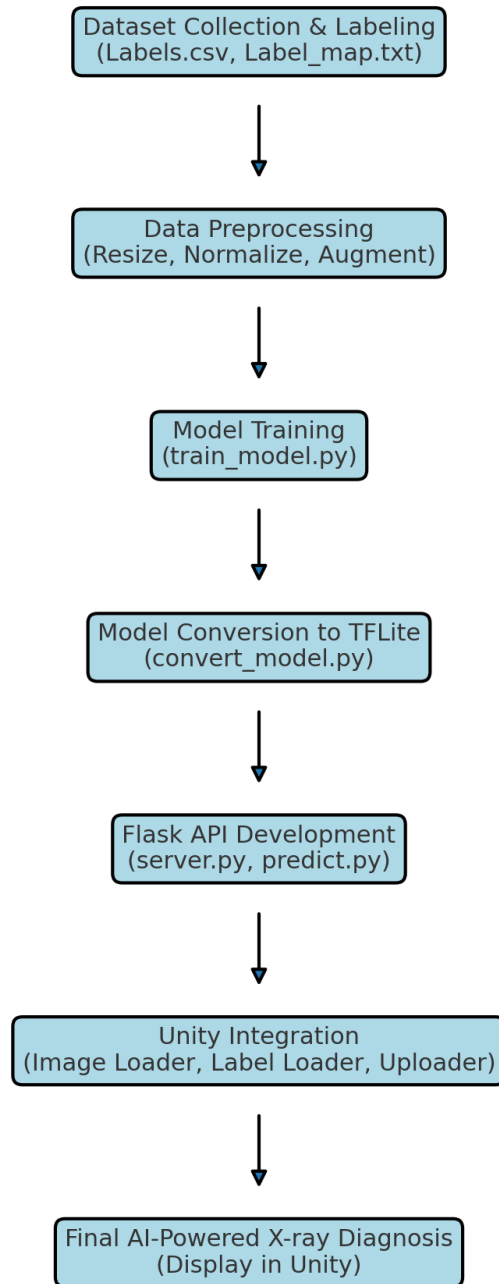 Dataset Collection & Labeling
(Labels.csv, Label_map.txt)
Data Preprocessing
(Resize, Normalize, Augment)
Model Training
(train_model.py)
Model Conversion to TFLite
(convert_model.py)
Flask API Development
(server.py, predict.py)
Unity Integration
(Image Loader, Label Loader, Uploader)
Final AI-Powered X-ray Diagnosis
(Display in Unity)